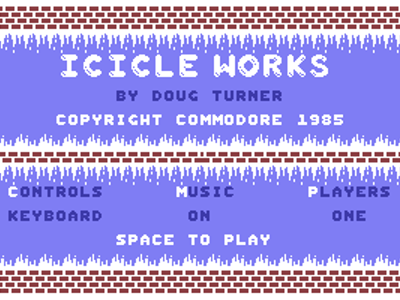 ICICLE WORKS
BY DOUG TURNER
COPYRIGHT COMMODORE 1985
CONTROLS MUSIC PLAYERS
KEYBOARD ON ONE
SPACE TO PLAY